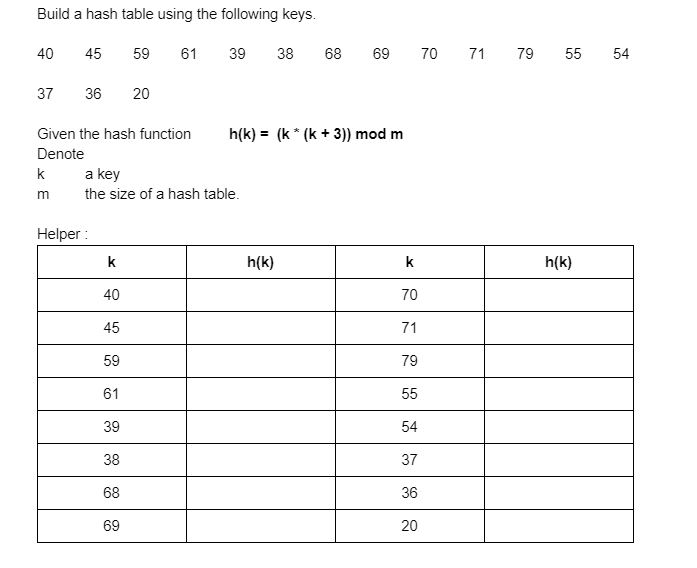 Build a hash table using the following keys.
40 45 59 61 39 38 68 69 70 71 79 55 54
37 36 20
Given the hash function h(k) = (k * (k + 3)) mod m
Denote
k a key
m the size of a hash table.
Helper :
k h(k) k h(k)
40 70
45 71
59 79
61 55
39 54
38 37
68 36
69 20